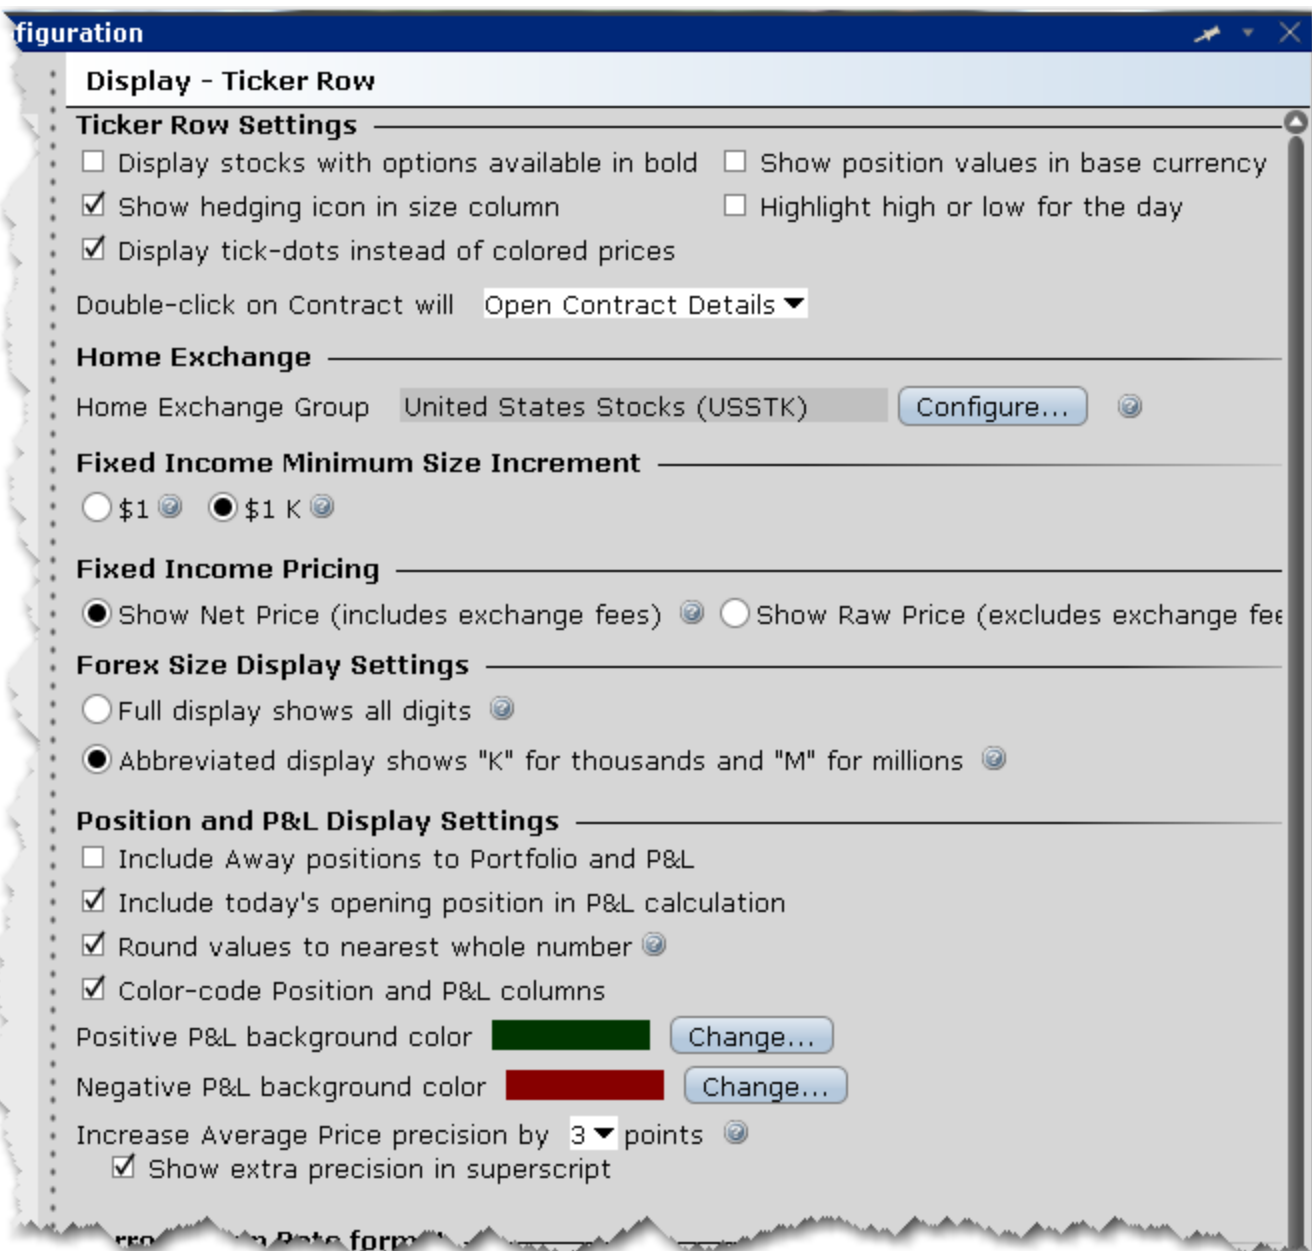 figuration
Display - Ticker Row
Ticker Row Settings
Display stocks with options available in bold Show position values in base currency
Show hedging icon in size column Highlight high or low for the day
Display tick-dots instead of colored prices
Double-click on Contract will Open Contract Details
Home Exchange
Home Exchange Group United States Stocks (USSTK) Configure...
Fixed Income Minimum Size Increment
$1 $1 K
Fixed Income Pricing
Show Net Price (includes exchange fees) Show Raw Price (excludes exchange fee
Forex Size Display Settings
Full display shows all digits
Abbreviated display shows "K" for thousands and "M" for millions
Position and P&L Display Settings
Include Away positions to Portfolio and P&L
Include today's opening position in P&L calculation
Round values to nearest whole number
Color-code Position and P&L columns
Positive P&L background color Change...
Negative P&L background color Change...
Increase Average Price precision by 3 points
Show extra precision in superscript